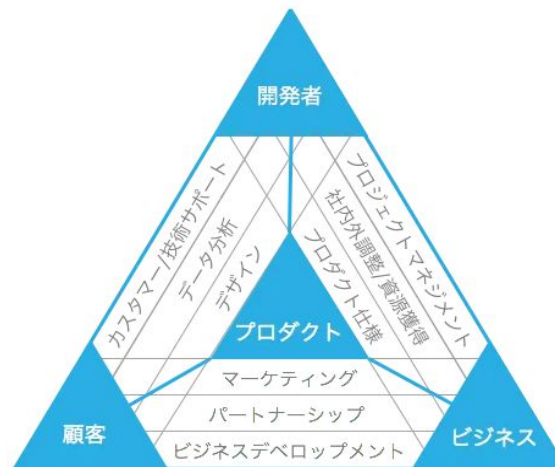 開発者
カスタマー/技術サポート
データ分析
デザイン
プロジェクトマネジメント
社内外調整/資源獲得
プロダクト仕様
プロダクト
マーケティング
パートナーシップ
ビジネスデベロップメント
顧客
ビジネス